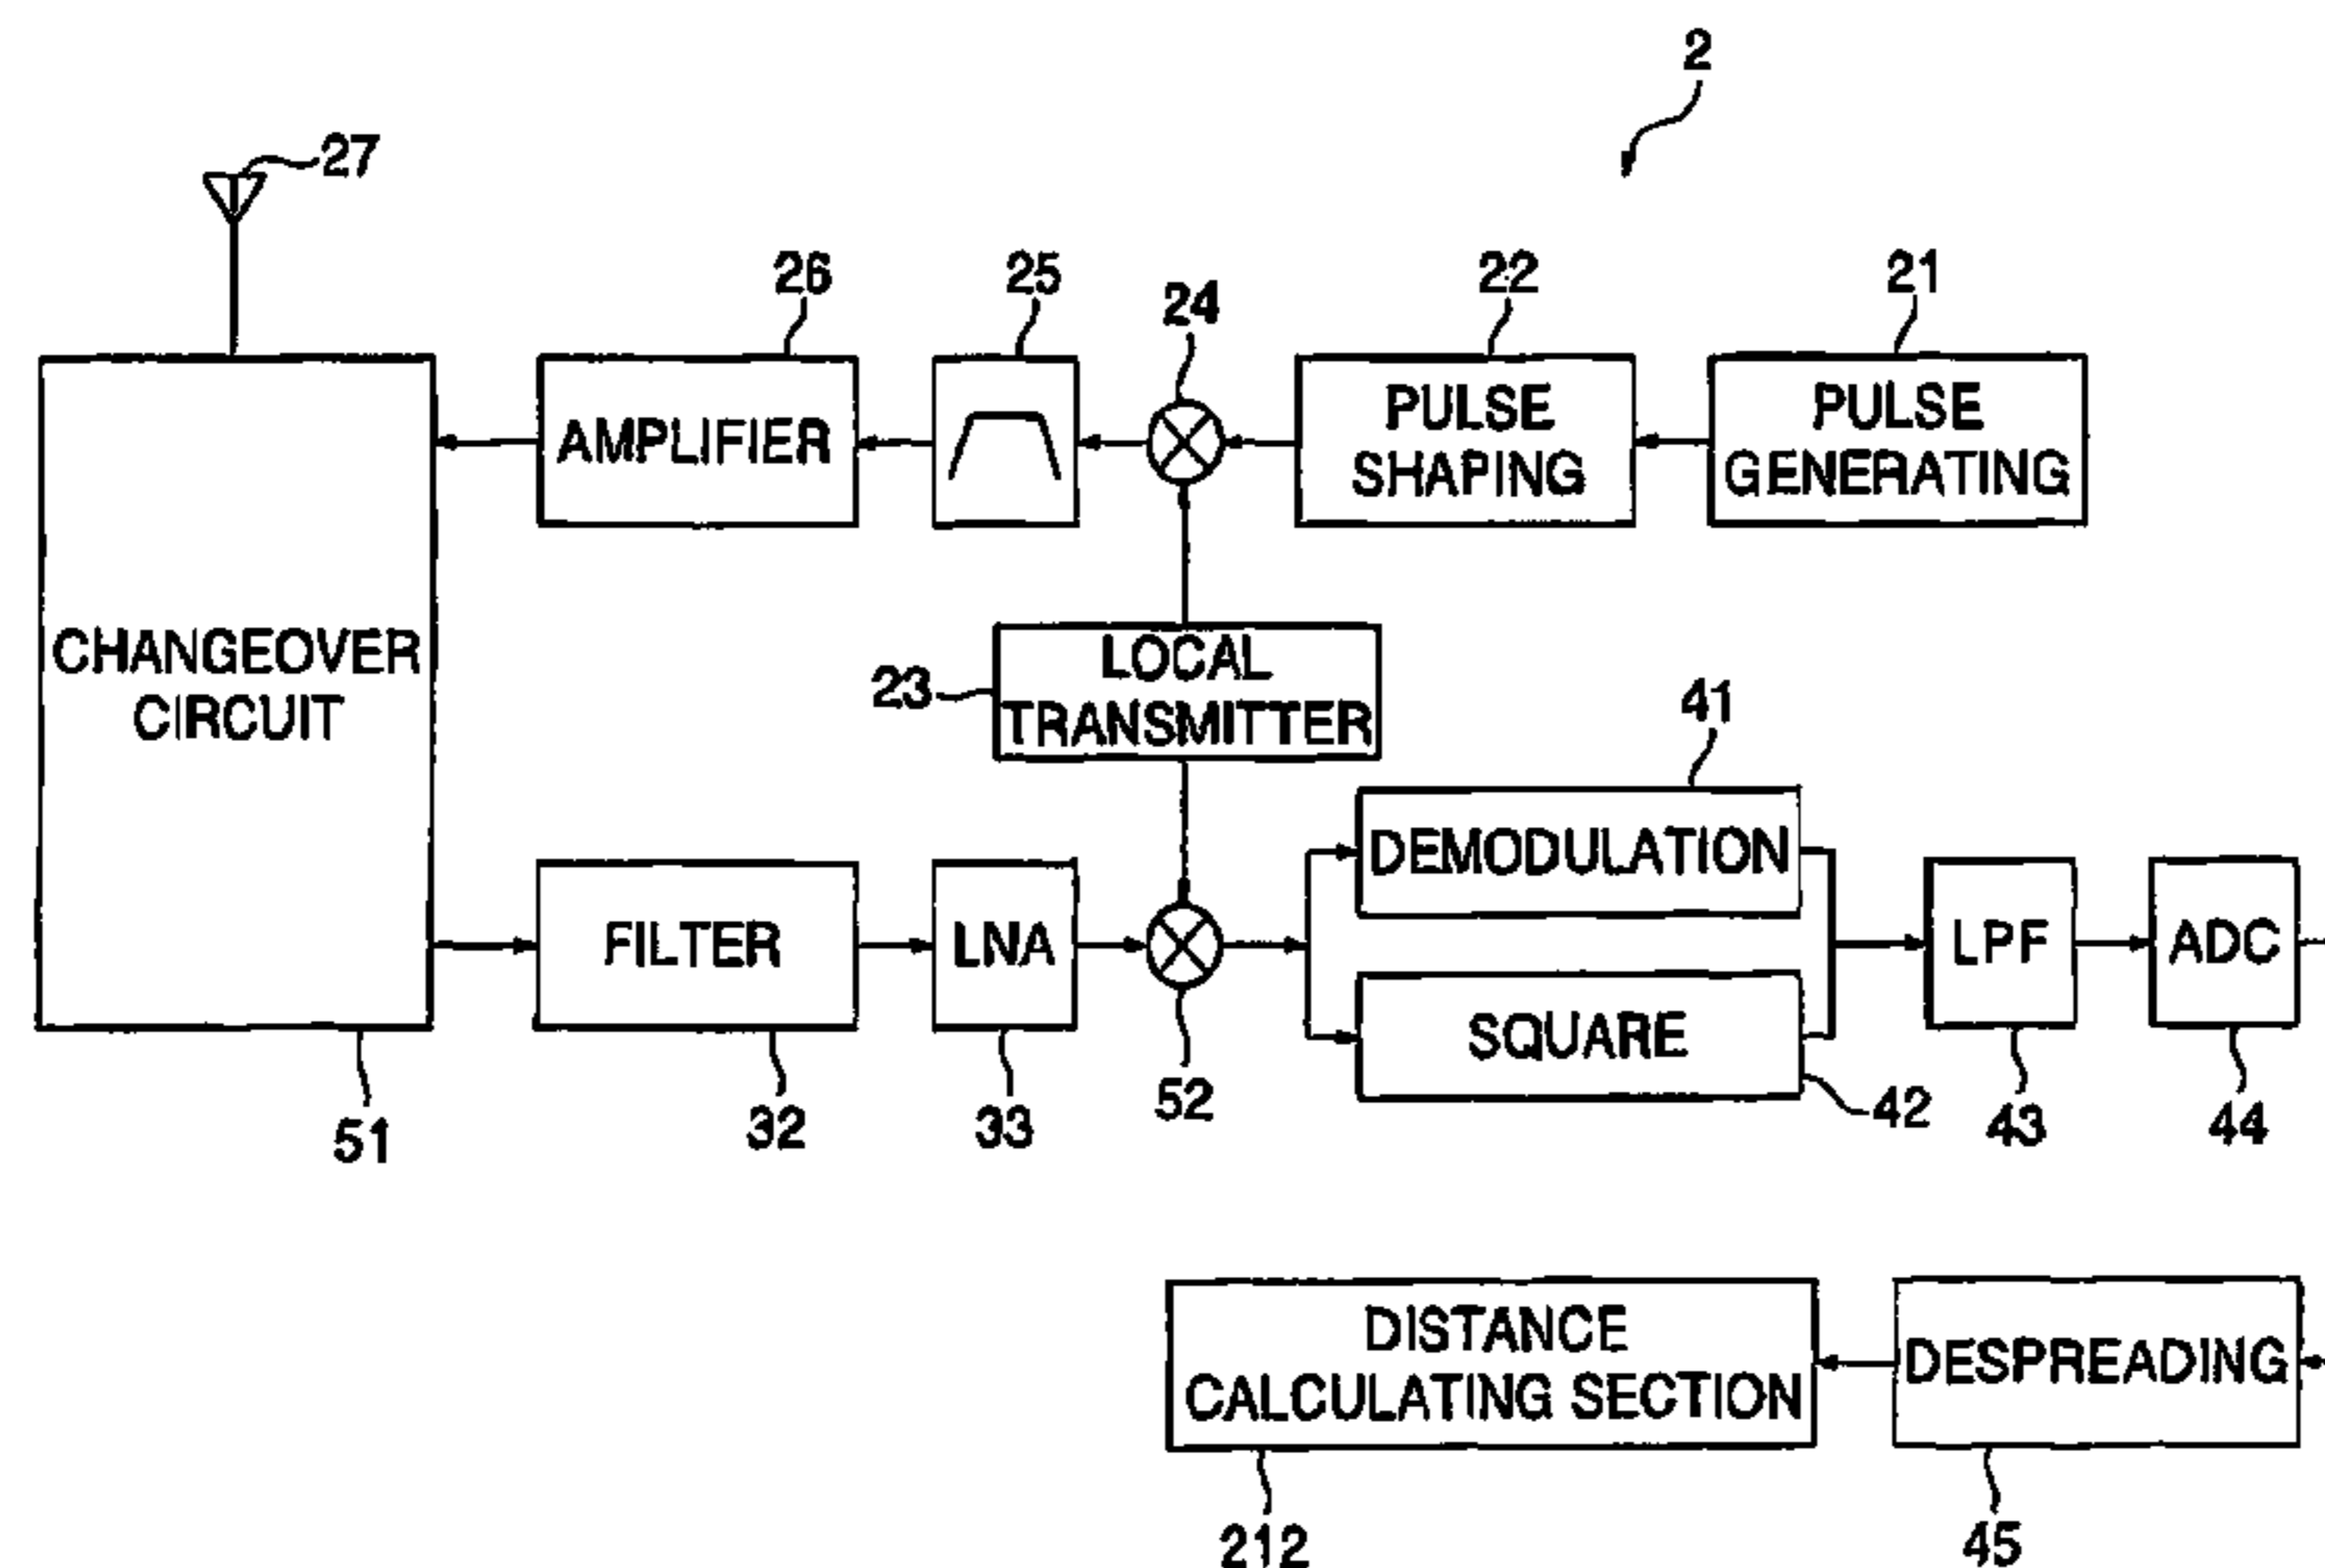 2
27
26
25
24
22
21
AMPLIFIER
PULSE
SHAPING
PULSE
GENERATING
CHANGEOVER
CIRCUIT
23
LOCAL
TRANSMITTER
41
DEMODULATION
FILTER
LNA
LPF
ADC
SQUARE
51
32
33
52
42
43
44
DISTANCE
CALCULATING SECTION
DESPREADING
212
45